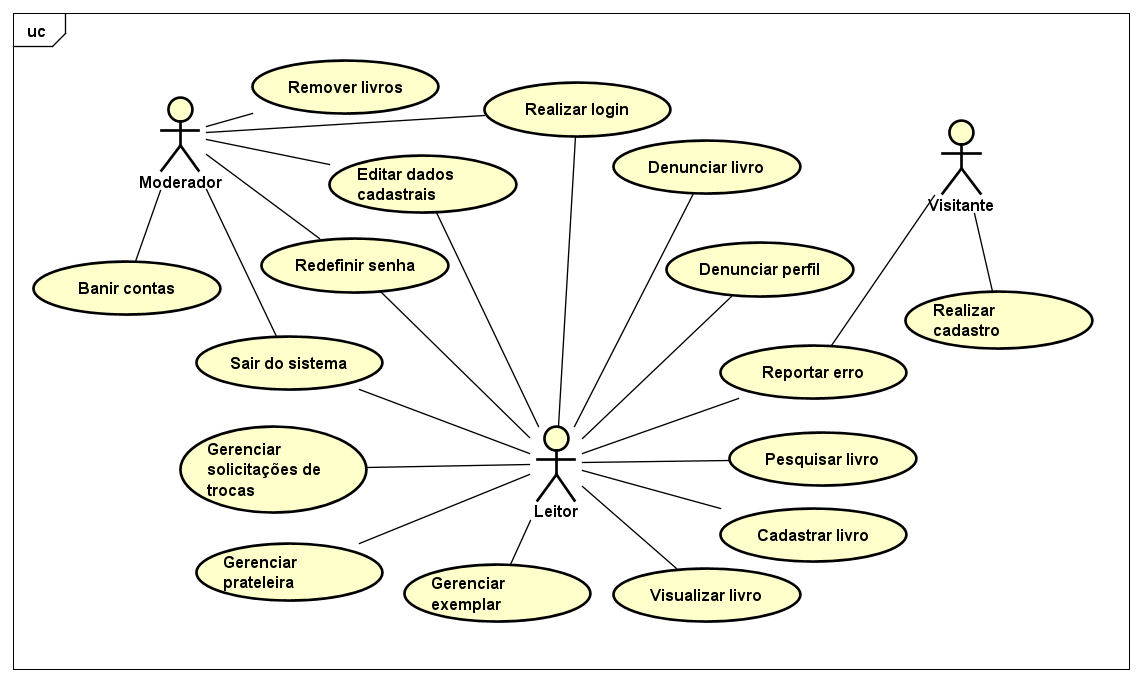 uc
Remover livros
Realizar login
Moderador
Editar dados
cadastrais
Denunciar livro
Visitante
Redefinir senha
Denunciar perfil
Banir contas
Realizar
cadastro
Sair do sistema
Reportar erro
Gerenciar
solicitações de
trocas
Leitor
Pesquisar livro
Cadastrar livro
Gerenciar
prateleira
Gerenciar
exemplar
Visualizar livro